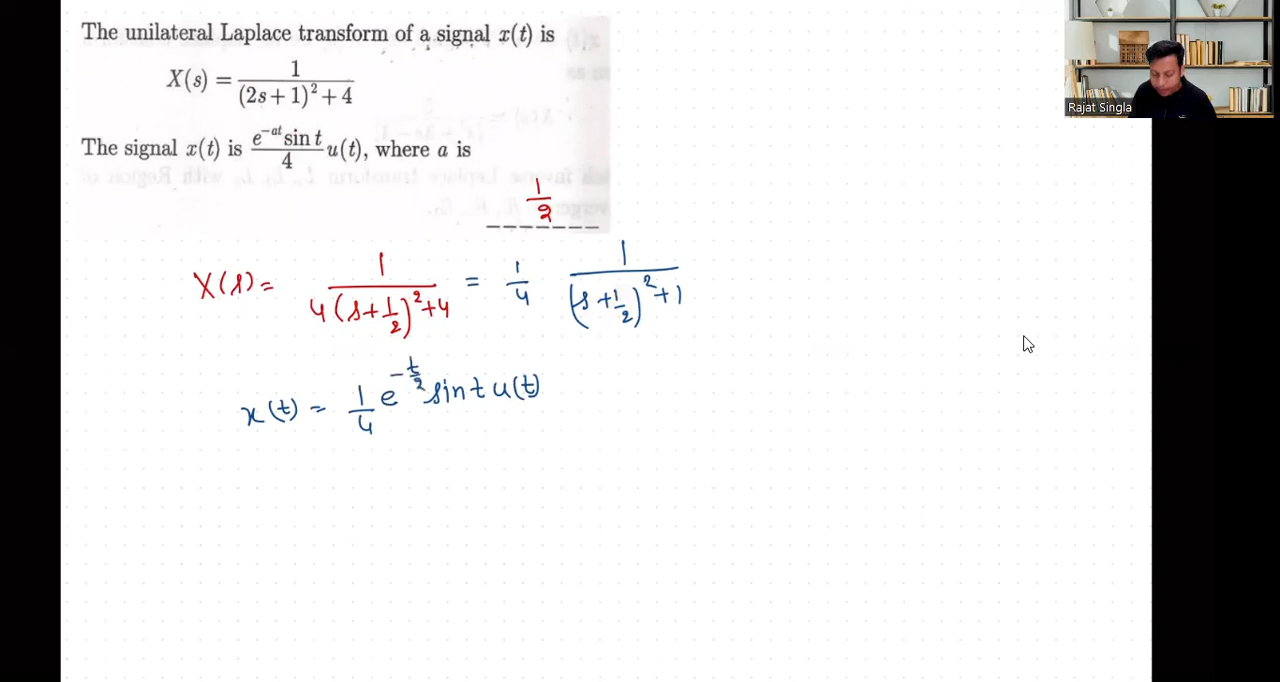 The unilateral Laplace transform of a signal x(t) is
X(s) = 1/((2s+1)² + 4)
The signal x(t) is (e^(-at) sin t)/4 u(t), where a is
1/2
X(s) = 1/(4(s+1/2)²+4) = 1/4 1/((s+1/2)²+1)
x(t) = 1/4 e^(-t/2) sin t u(t)
Rajat Singla